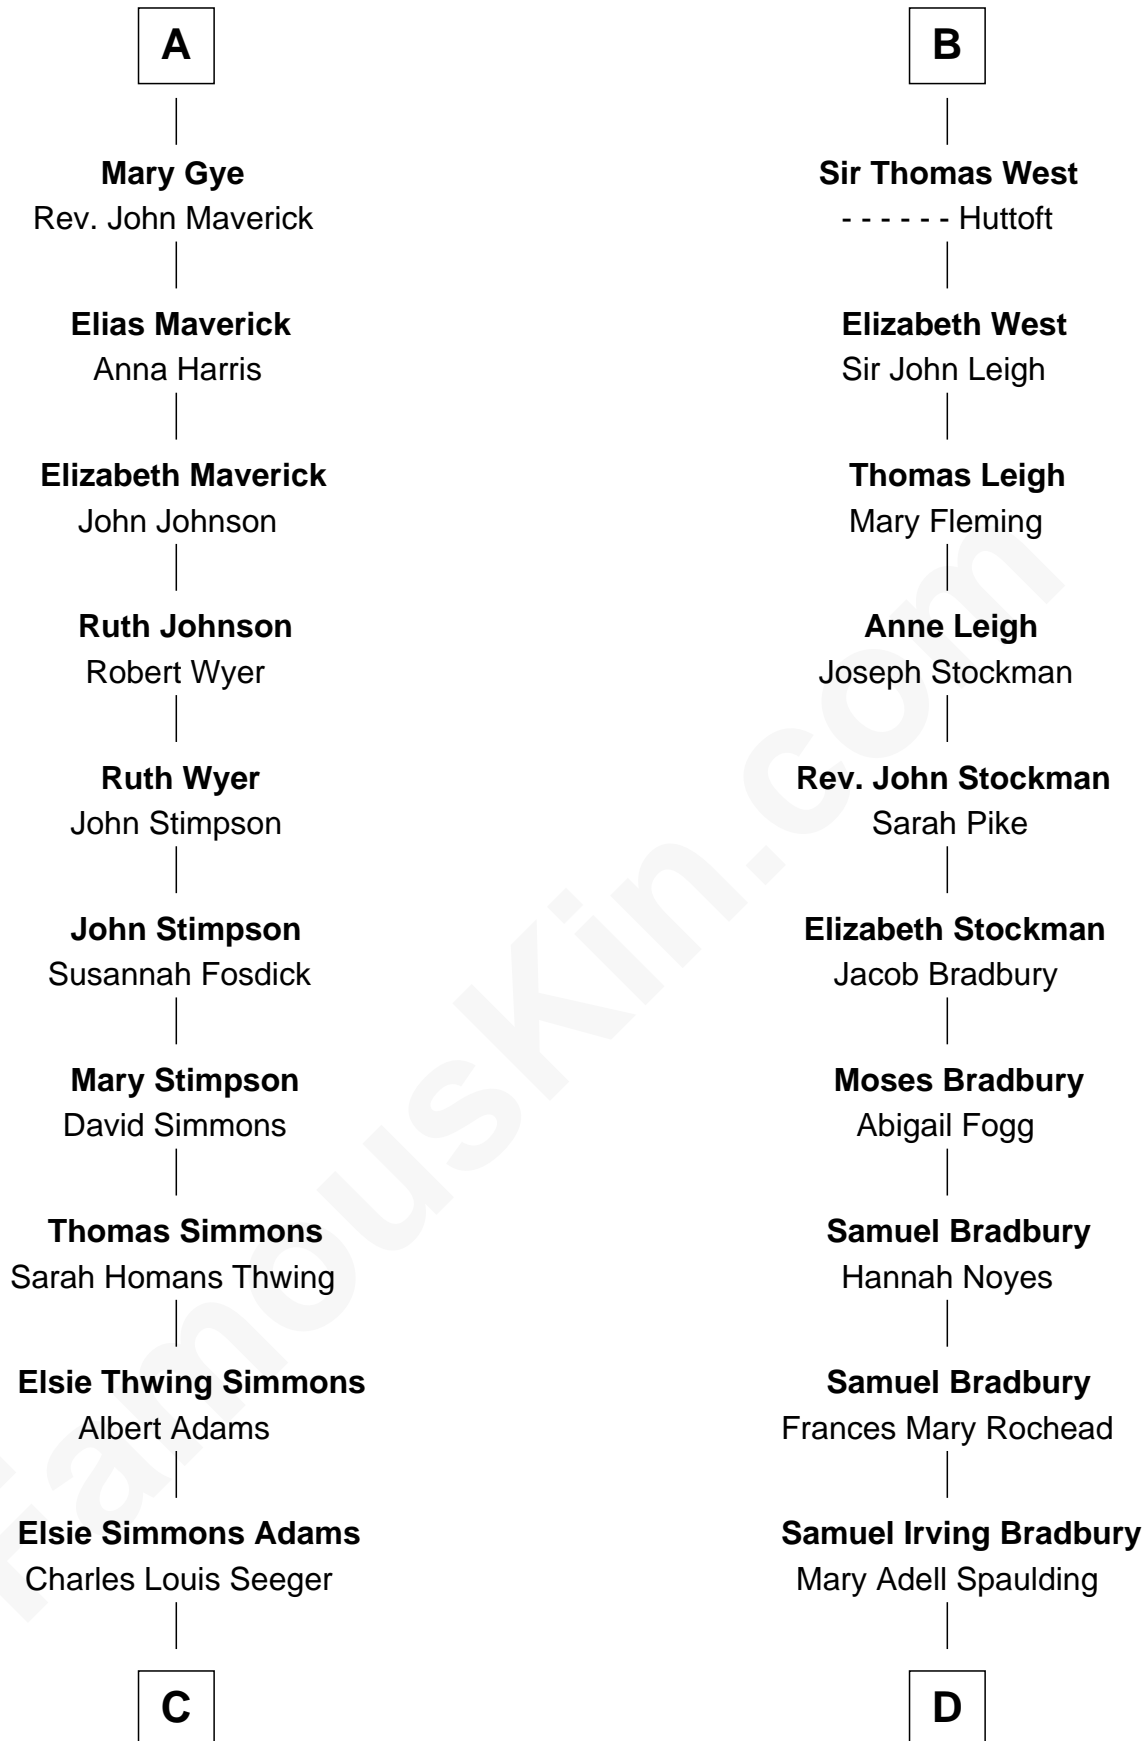 A
Mary Gye
Rev. John Maverick
Elias Maverick
Anna Harris
Elizabeth Maverick
John Johnson
Ruth Johnson
Robert Wyer
Ruth Wyer
John Stimpson
John Stimpson
Susannah Fosdick
Mary Stimpson
David Simmons
Thomas Simmons
Sarah Homans Thwing
Elsie Thwing Simmons
Albert Adams
Elsie Simmons Adams
Charles Louis Seeger
C
B
Sir Thomas West
- - - - - - Huttoft
Elizabeth West
Sir John Leigh
Thomas Leigh
Mary Fleming
Anne Leigh
Joseph Stockman
Rev. John Stockman
Sarah Pike
Elizabeth Stockman
Jacob Bradbury
Moses Bradbury
Abigail Fogg
Samuel Bradbury
Hannah Noyes
Samuel Bradbury
Frances Mary Rochead
Samuel Irving Bradbury
Mary Adell Spaulding
D
FamousKin.com